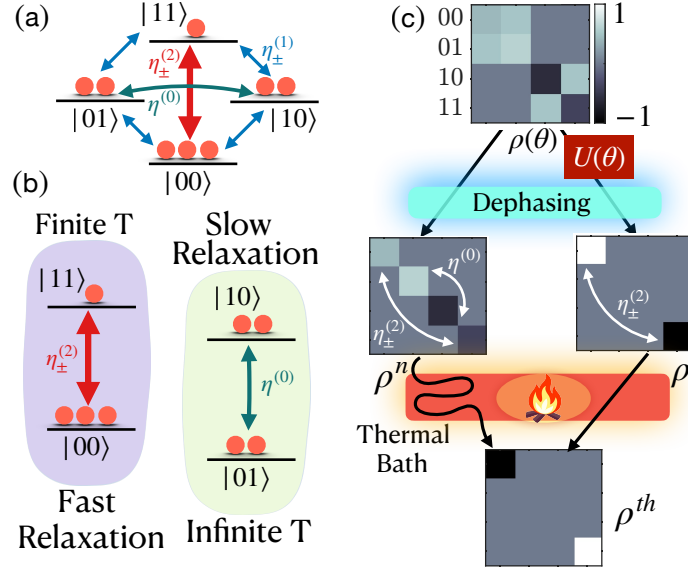 (a)
|11⟩
η±(1)
η±(2)
η(0)
|01⟩
|10⟩
|00⟩
(b)
Finite T
|11⟩
η±(2)
|00⟩
Fast
Relaxation
Slow
Relaxation
|10⟩
η(0)
|01⟩
Infinite T
(c)
00
01
10
11
1
−1
ρ(θ)
U(θ)
Dephasing
η(0)
η±(2)
η±(2)
ρn
ρ
Thermal
Bath
ρth